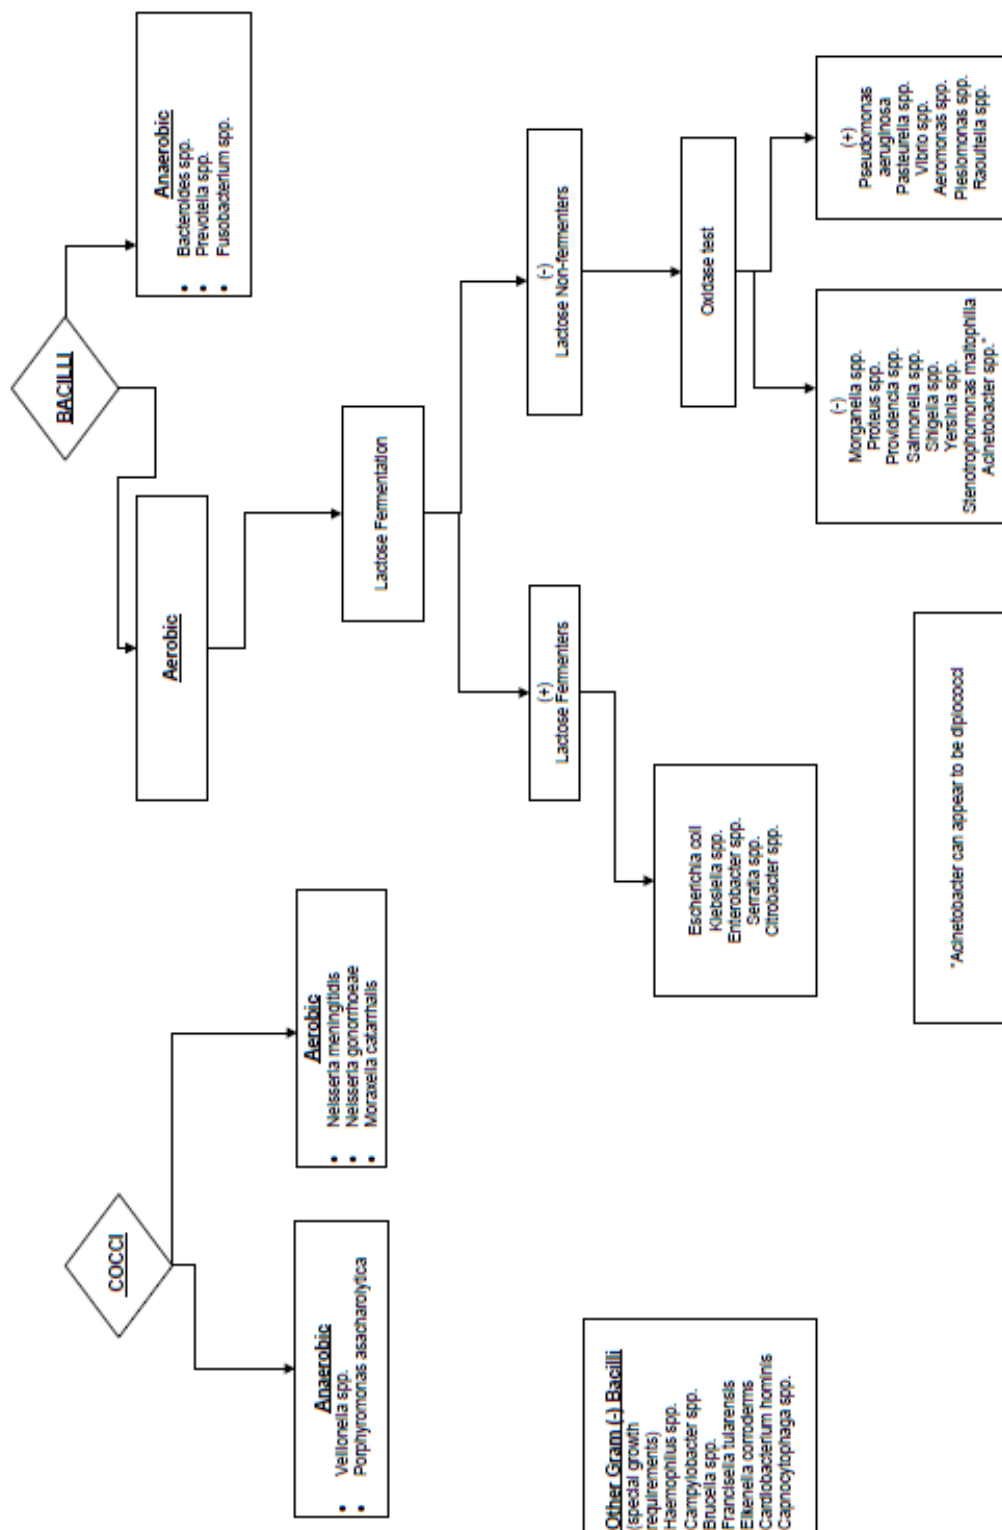 COCCI
BACILLI
Anaerobic
• Veillonella spp.
• Porphyromonas asacharolytica
Aerobic
• Neisseria meningitidis
• Neisseria gonorrhoeae
• Moraxella catarrhalis
Aerobic
Anaerobic
• Bacteroides spp.
• Prevotella spp.
• Fusobacterium spp.
Lactose Fermentation
(+)
Lactose Fermenters
(-)
Lactose Non-fermenters
Escherichia coli
Klebsiella spp.
Enterobacter spp.
Serratia spp.
Citrobacter spp.
Oxidase test
(-)
Morganella spp.
Proteus spp.
Providencia spp.
Salmonella spp.
Shigella spp.
Yersinia spp.
Stenotrophomonas maltophillia
Acinetobacter spp."
(+)
Pseudomonas
aeruginosa
Pasteurella spp.
Vibrio spp.
Aeromonas spp.
Plesiomonas spp.
Raoultella spp.
Other Gram (-) Bacilli
(special growth
requirements)
Haemophilus spp.
Campylobacter spp.
Brucella spp.
Francisella tularensis
Eikenella corroderms
Cardiobacterium hominis
Capnocytophaga spp.
"Acinetobacter can appear to be diplococci